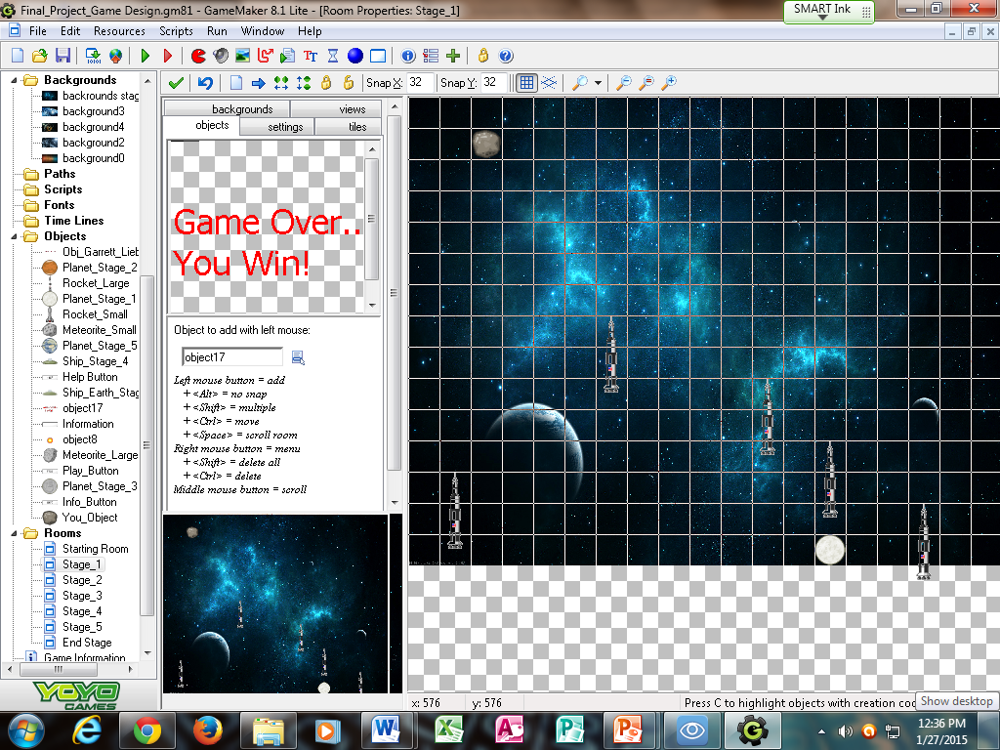 Final_Project_Game Design.gm81 - GameMaker 8.1 Lite - [Room Properties: Stage_1]
SMART Ink
File Edit Resources Scripts Run Window Help
Snap X: 32 Snap Y: 32
Backgrounds
backrounds stag
background3
background4
background2
background0
Paths
Scripts
Fonts
Time Lines
Objects
Obj_Garrett_Lieb
Planet_Stage_2
Rocket_Large
Planet_Stage_1
Rocket_Small
Meteorite_Small
Planet_Stage_5
Ship_Stage_4
Help Button
Ship_Earth_Stag
object17
Information
object8
Meteorite_Large
Play_Button
Planet_Stage_3
Info_Button
You_Object
Rooms
Starting Room
Stage_1
Stage_2
Stage_3
Stage_4
Stage_5
End Stage
Game Information
YOYO
GAMES
backgrounds views
objects settings tiles
Game Over..
You Win!
Object to add with left mouse:
object17
Left mouse button = add
+ <Alt> = no snap
+ <Shift> = multiple
+ <Ctrl> = move
+ <Space> = scroll room
Right mouse button = menu
+ <Shift> = delete all
+ <Ctrl> = delete
Middle mouse button = scroll
x: 576 y: 576 Press C to highlight objects with creation cod
Show desktop
12:36 PM
1/27/2015